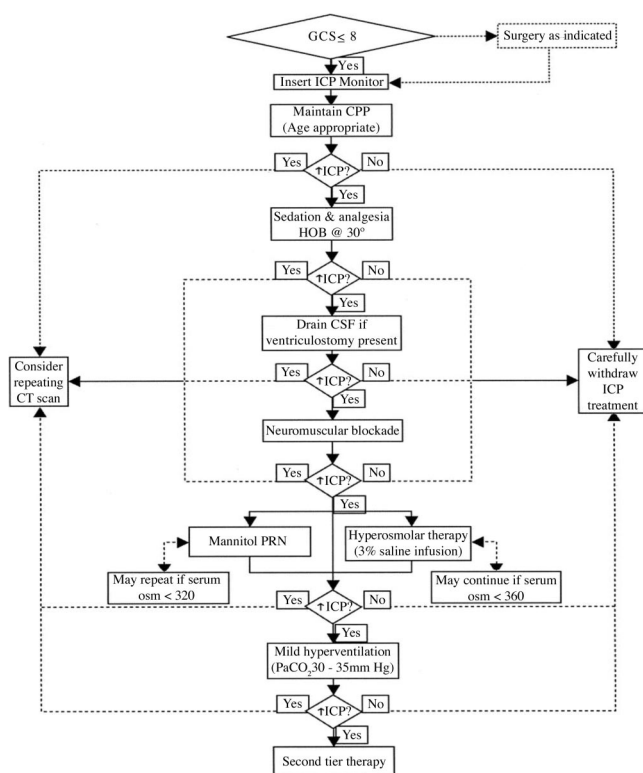 GCS ≤ 8
Surgery as indicated
Yes
Insert ICP Monitor
Maintain CPP
(Age appropriate)
Yes
↑ICP?
No
Yes
Sedation & analgesia
HOB @ 30°
Yes
↑ICP?
No
Yes
Drain CSF if
ventriculostomy present
Consider
repeating
CT scan
Carefully
withdraw
ICP
treatment
Yes
↑ICP?
No
Yes
Neuromuscular blockade
Yes
↑ICP?
No
Yes
Mannitol PRN
Hyperosmolar therapy
(3% saline infusion)
May repeat if serum
osm < 320
May continue if serum
osm < 360
Yes
↑ICP?
No
Yes
Mild hyperventilation
(PaCO₂30 - 35mm Hg)
Yes
↑ICP?
No
Yes
Second tier therapy